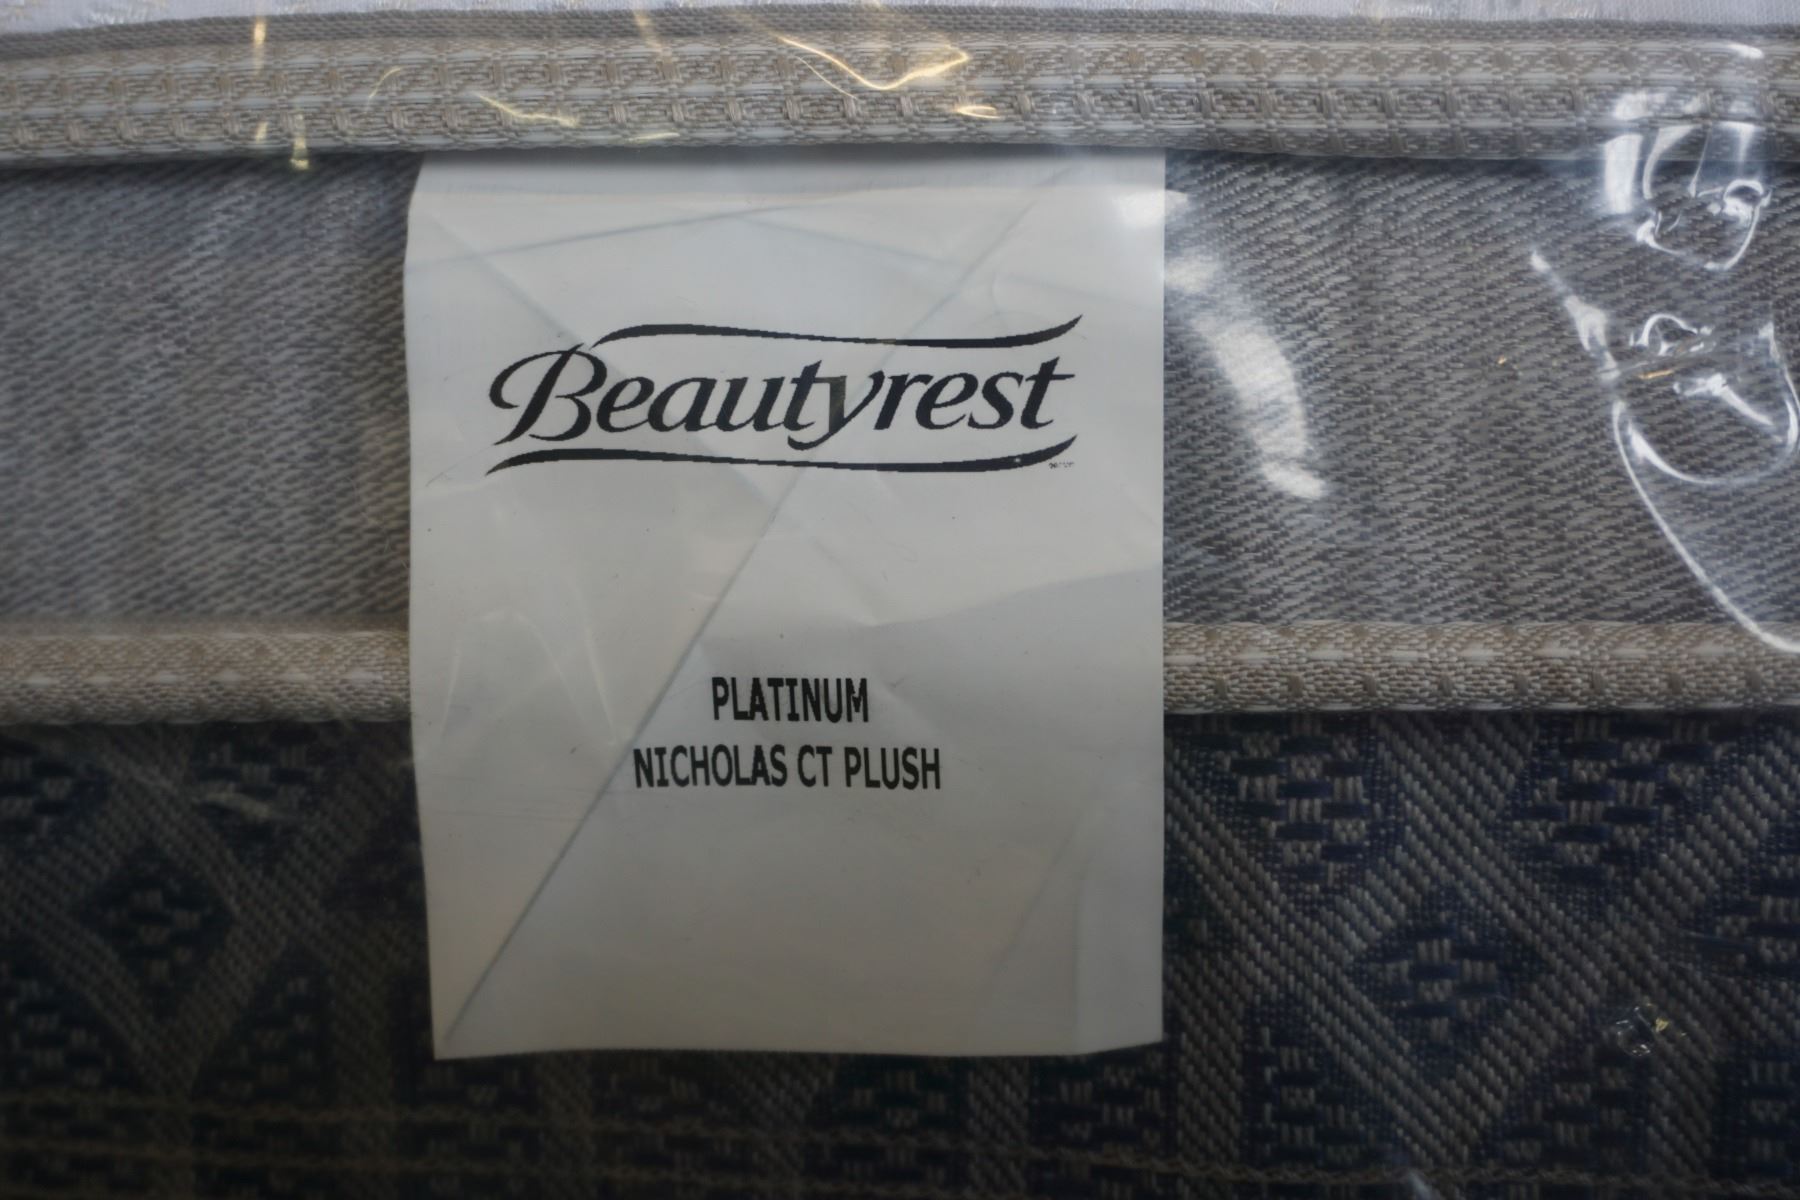 Beautyrest
PLATINUM
NICHOLAS CT PLUSH